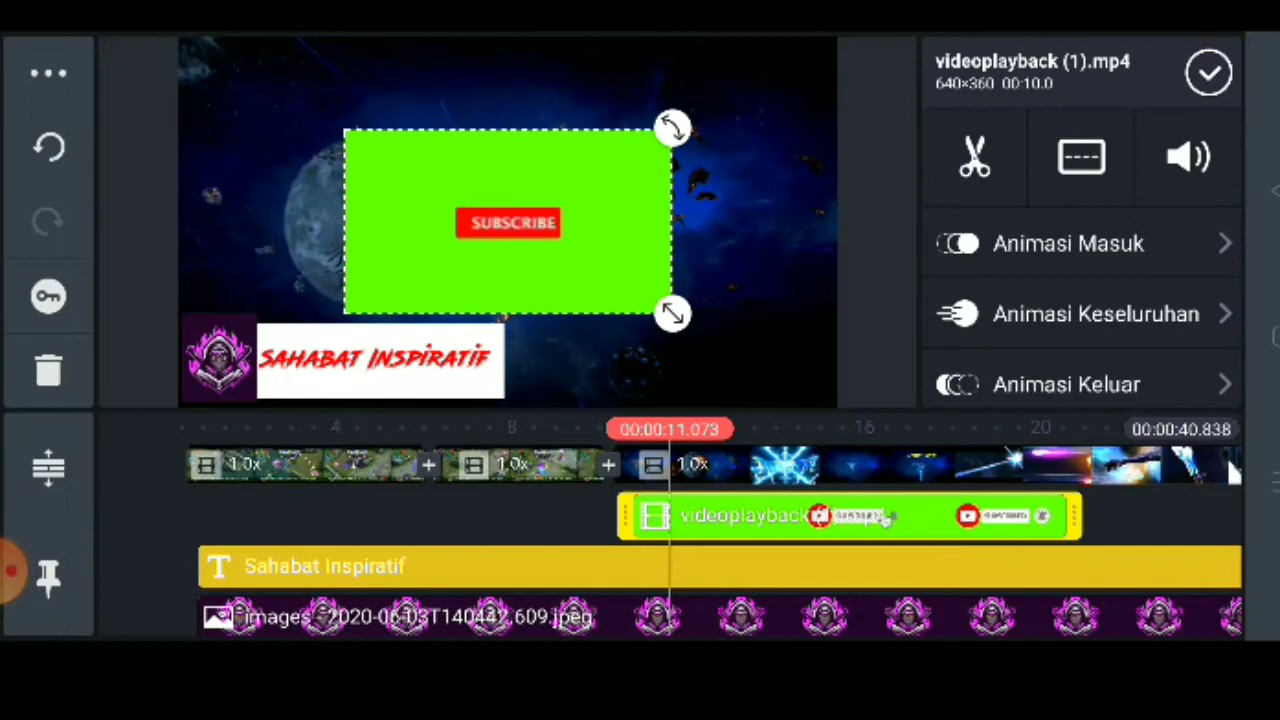 videoplayback (1).mp4
640×360 00:10.0
SUBSCRIBE
Animasi Masuk
Animasi Keseluruhan
Animasi Keluar
SAHABAT INSPIRATIF
4
8
00:00:11.073
16
20
00:00:40.838
1.0x
1.0x
1.0x
videoplayback
T Sahabat Inspiratif
images - 2020-06-03T140442.609.jpeg